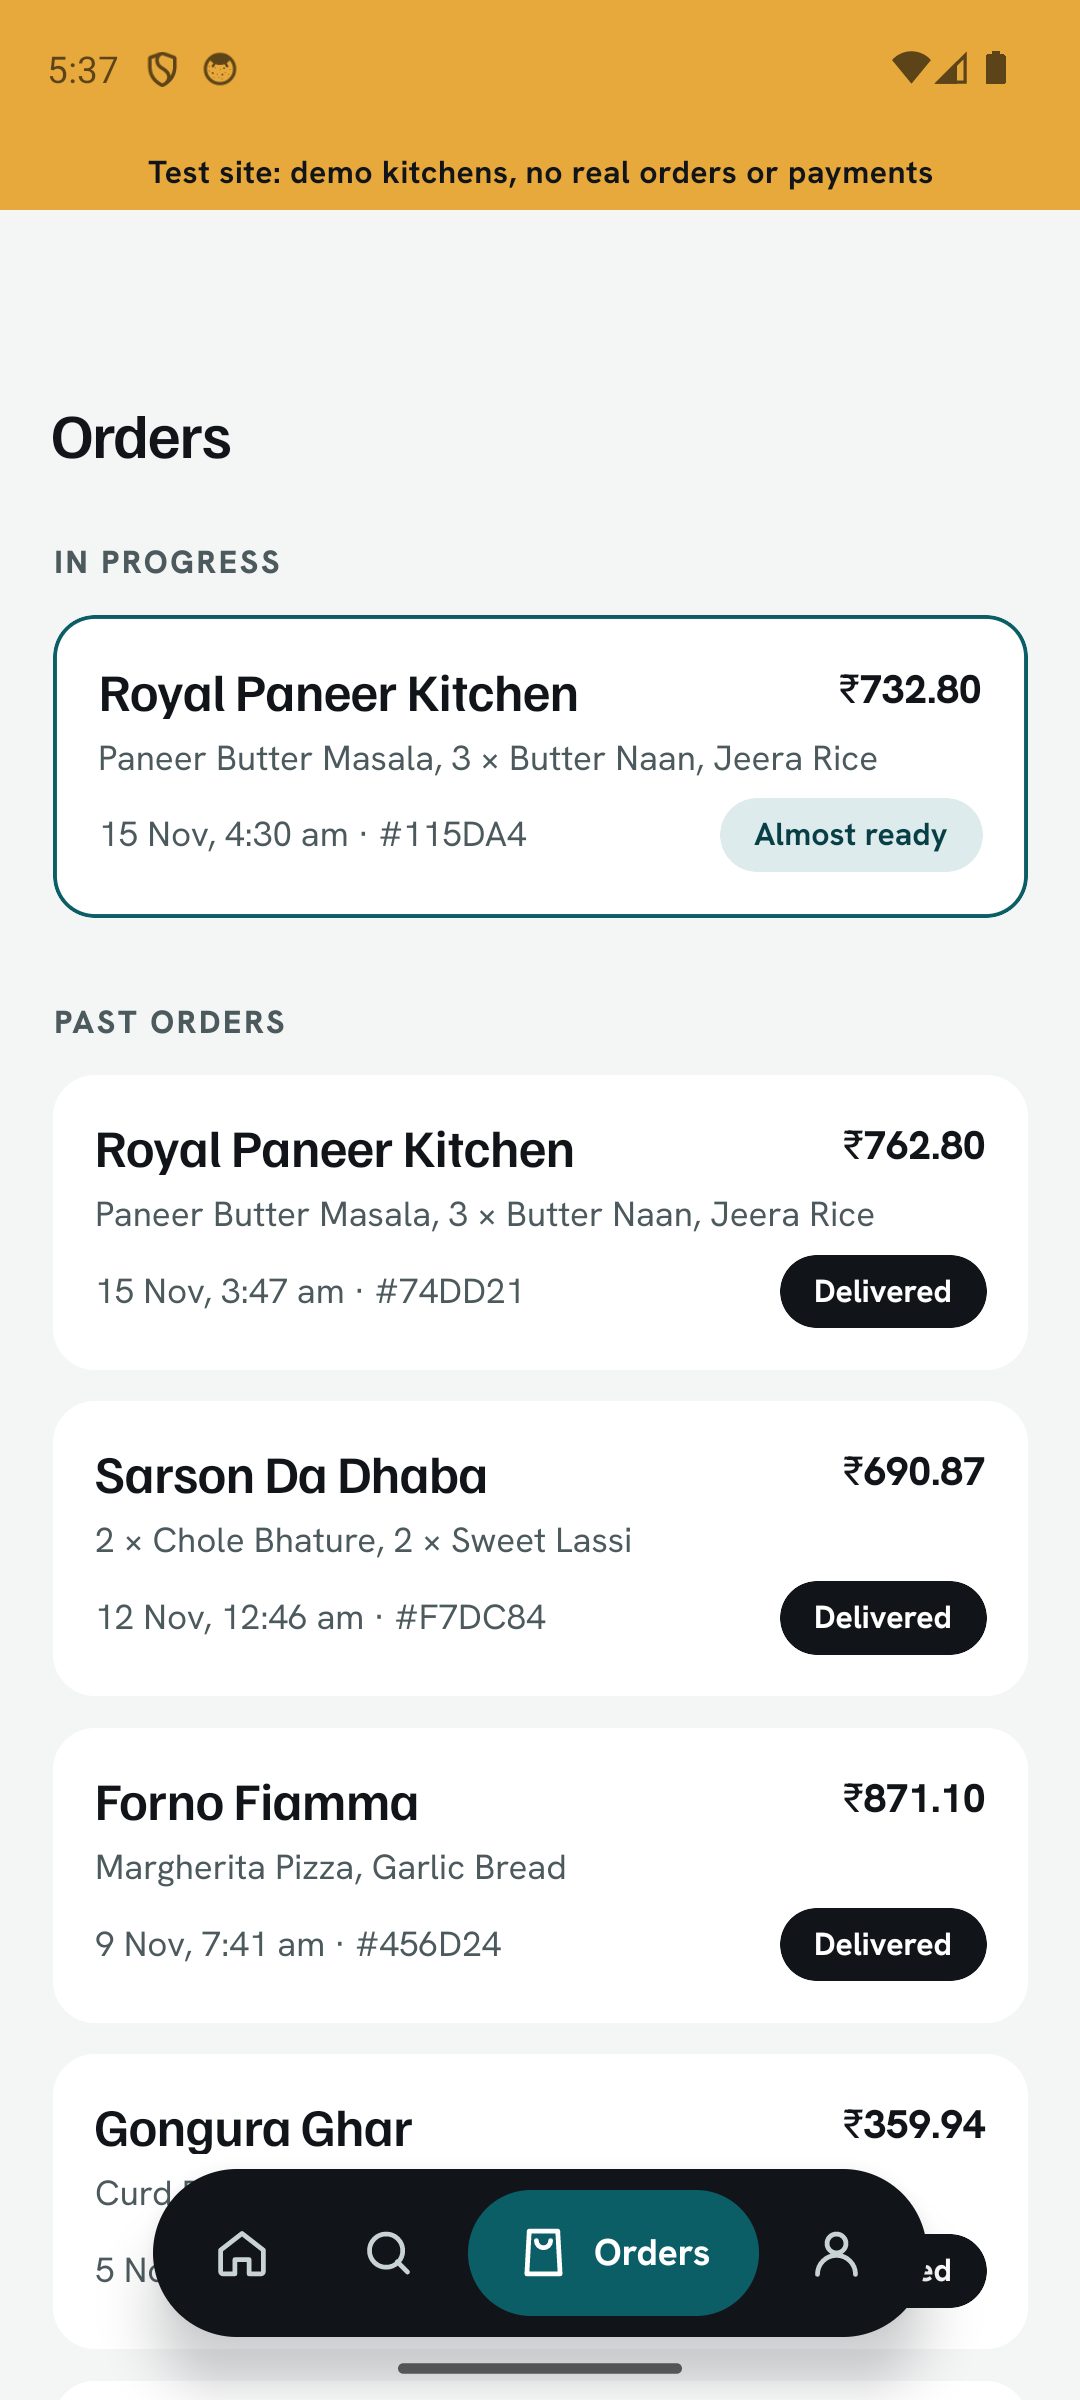 5:37
Test site: demo kitchens, no real orders or payments
Orders
IN PROGRESS
Royal Paneer Kitchen ₹732.80
Paneer Butter Masala, 3 × Butter Naan, Jeera Rice
15 Nov, 4:30 am · #115DA4 Almost ready
PAST ORDERS
Royal Paneer Kitchen ₹762.80
Paneer Butter Masala, 3 × Butter Naan, Jeera Rice
15 Nov, 3:47 am · #74DD21 Delivered
Sarson Da Dhaba ₹690.87
2 × Chole Bhature, 2 × Sweet Lassi
12 Nov, 12:46 am · #F7DC84 Delivered
Forno Fiamma ₹871.10
Margherita Pizza, Garlic Bread
9 Nov, 7:41 am · #456D24 Delivered
Gongura Ghar ₹359.94
Curd
5
Orders